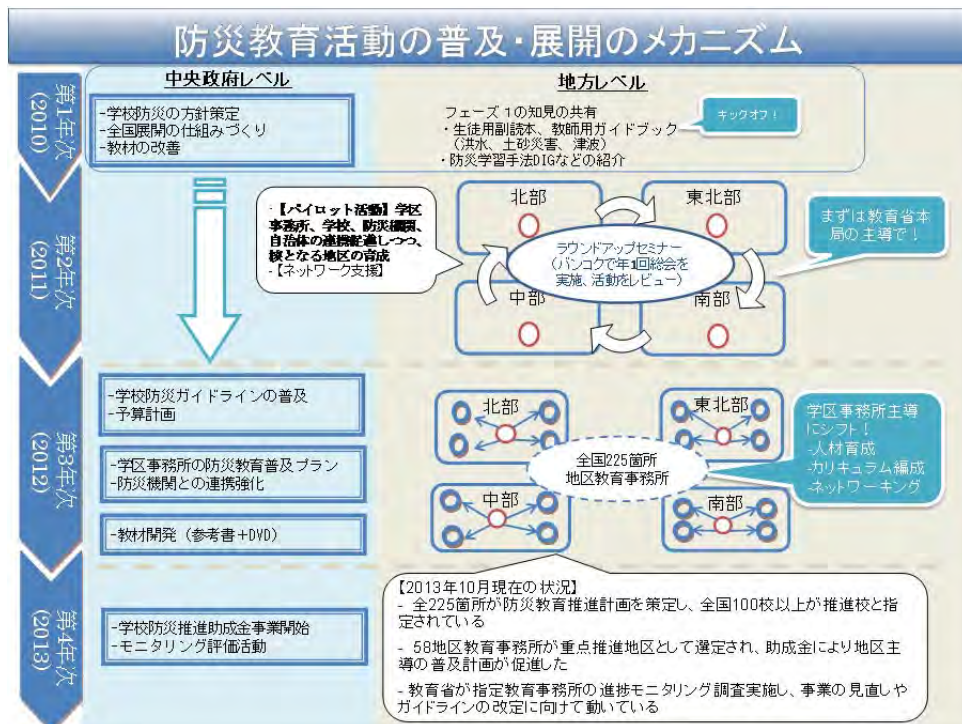 防災教育活動の普及・展開のメカニズム
中央政府レベル
地方レベル
第1年次
(2010)
-学校防災の方針策定
-全国展開の仕組みづくり
-教材の改善
フェーズ1の知見の共有
・生徒用副読本、教師用ガイドブック
(洪水、土砂災害、津波)
・防災学習手法DIGなどの紹介
キックオフ!
第2年次
(2011)
-【パイロット活動】学区
事務所、学校、防災機関、
自治体の連携促進しつつ、
核となる地区の育成
-【ネットワーク支援】
北部
東北部
ラウンドアップセミナー
(バンコクで年1回総会を
実施、活動をレビュー)
中部
南部
まずは教育省本
局の主導で!
第3年次
(2012)
-学校防災ガイドラインの普及
-予算計画
-学区事務所の防災教育普及プラン
-防災機関との連携強化
-教材開発(参考書+DVD)
北部
東北部
全国225箇所
地区教育事務所
中部
南部
学区事務所主導
にシフト!
-人材育成
-カリキュラム編成
-ネットワーキング
第4年次
(2013)
-学校防災推進助成金事業開始
-モニタリング評価活動
【2013年10月現在の状況】
- 全225箇所が防災教育推進計画を策定し、全国100校以上が推進校と指
定されている
- 58地区教育事務所が重点推進地区として選定され、助成金により地区主
導の普及計画が促進した
- 教育省が指定教育事務所の進捗モニタリング調査実施し、事業の見直しや
ガイドラインの改定に向けて動いている